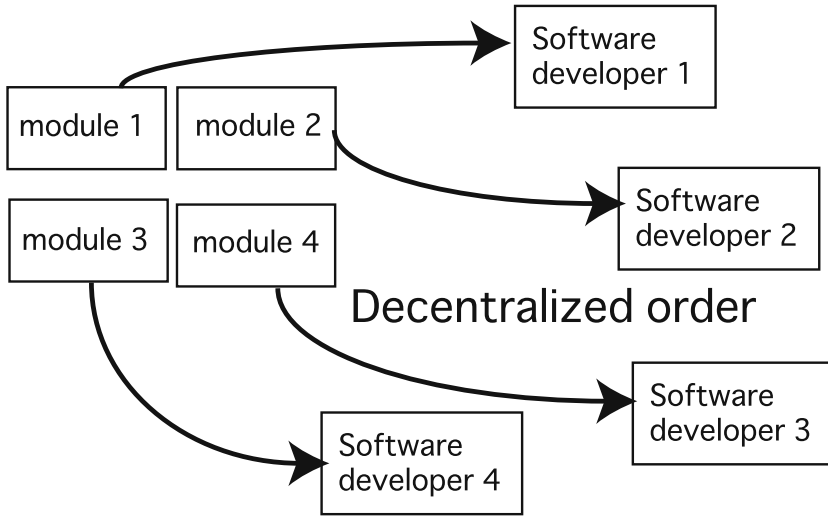 Software
developer 1
module 1
module 2
Software
developer 2
module 3
module 4
Decentralized order
Software
developer 3
Software
developer 4